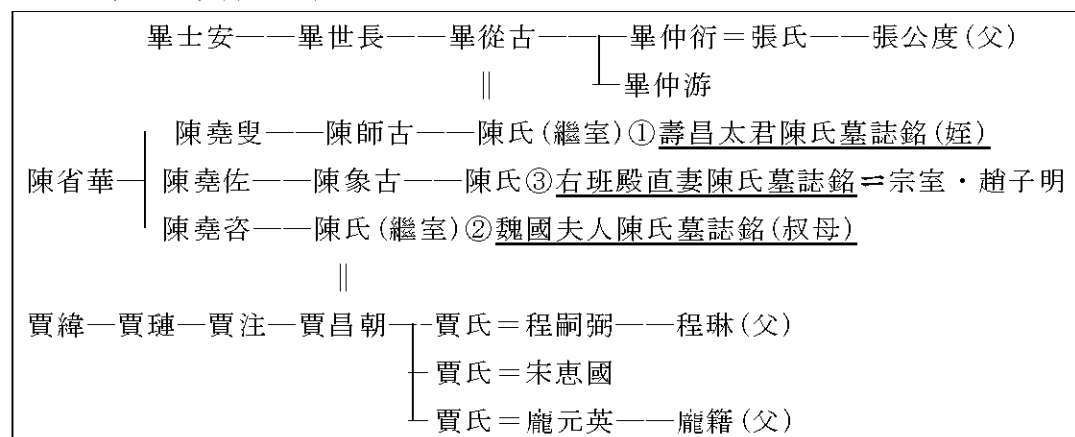 畢士安——畢世長——畢從古——畢仲衍＝張氏——張公度(父)
畢仲游
‖
陳堯叟——陳師古——陳氏(繼室)①壽昌太君陳氏墓誌銘(姪)
陳省華—陳堯佐——陳象古——陳氏③右班殿直妻陳氏墓誌銘＝宗室・趙子明
陳堯咨——陳氏(繼室)②魏國夫人陳氏墓誌銘(叔母)
‖
賈緯—賈璉—賈注—賈昌朝—賈氏＝程嗣弼——程琳(父)
賈氏＝宋惠國
賈氏＝龐元英——龐籍(父)